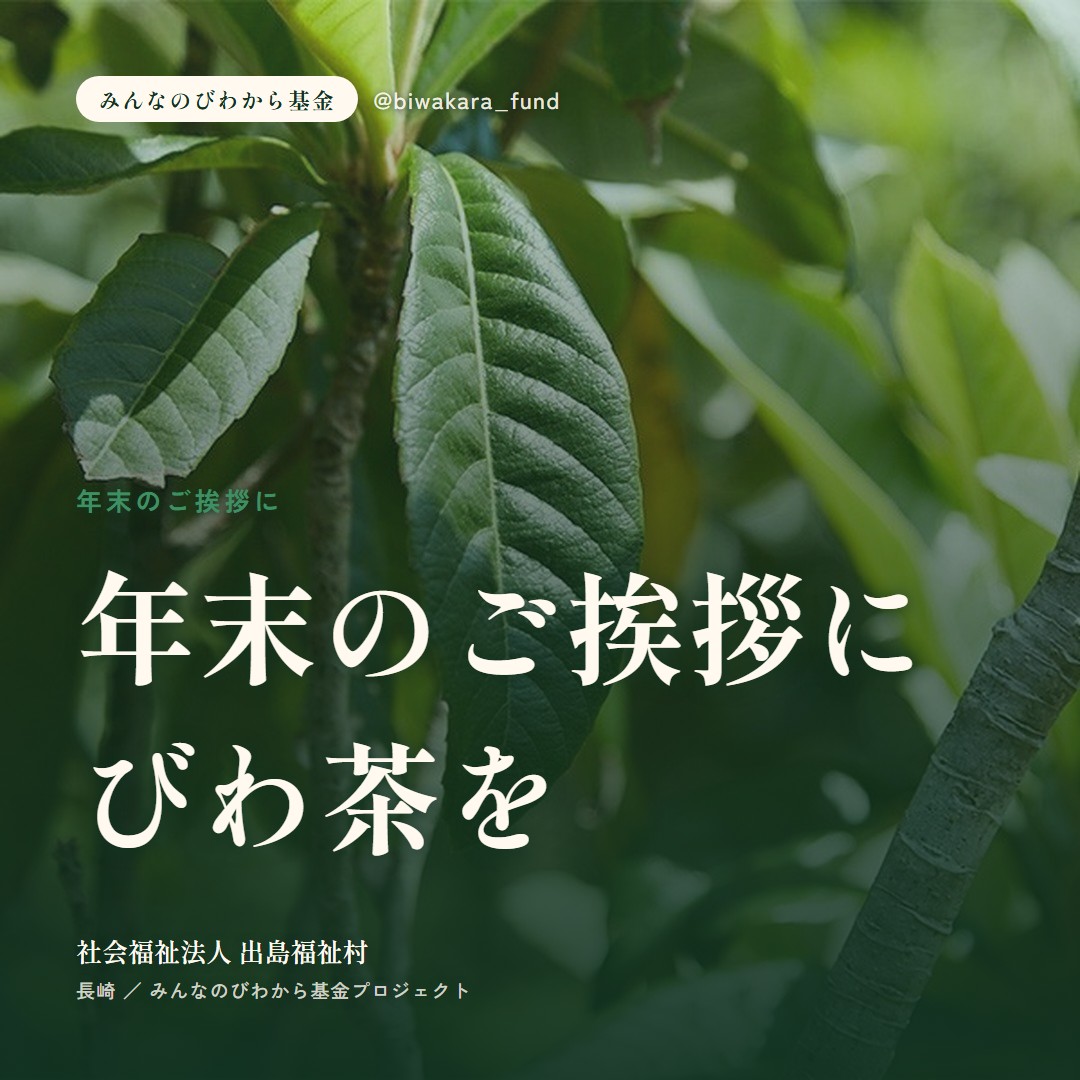 みんなのびわから基金 @biwakara_fund
年末のご挨拶に
年末のご挨拶に
びわ茶を
社会福祉法人 出島福祉村
長崎 ／ みんなのびわから基金プロジェクト